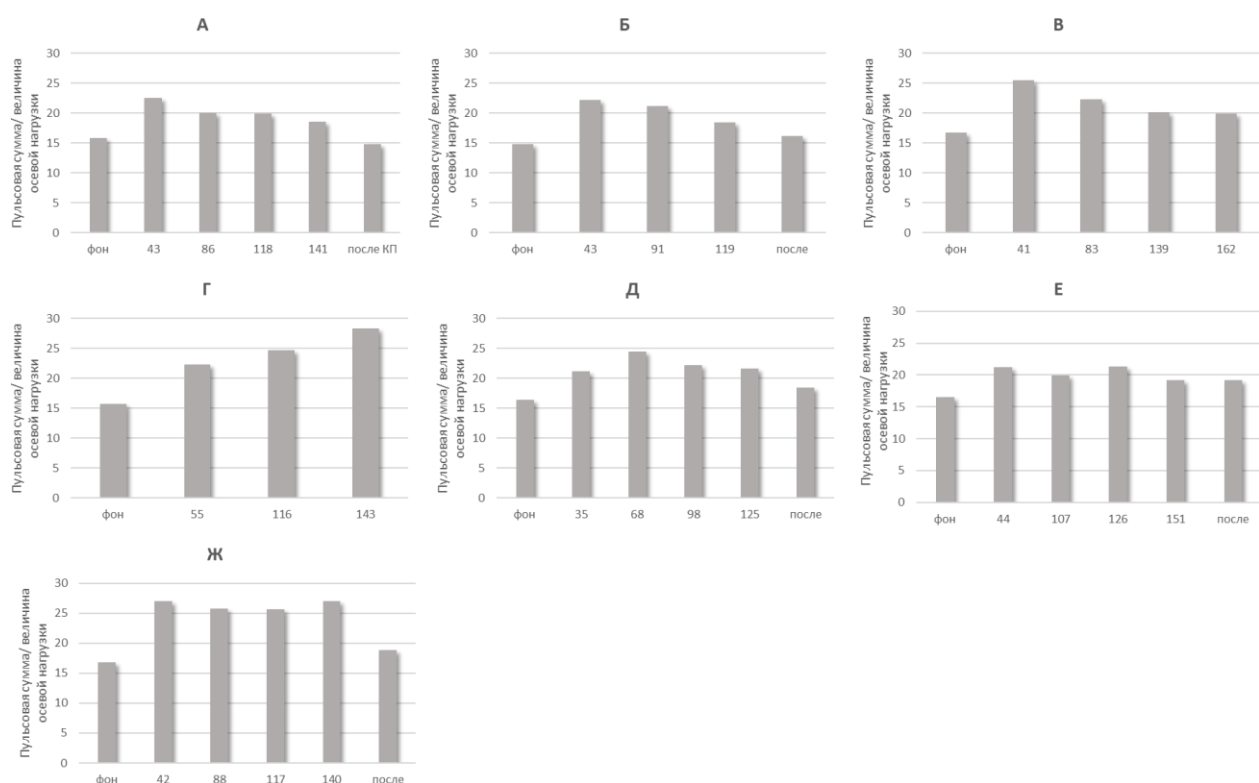 А
Пульсовая сумма/ величина
осевой нагрузки
30
25
20
15
10
5
0
фон 43 86 118 141 после КП
Б
Пульсовая сумма/ величина
осевой нагрузки
30
25
20
15
10
5
0
фон 43 91 119 после
В
Пульсовая сумма/ величина
осевой нагрузки
30
25
20
15
10
5
0
фон 41 83 139 162
Г
Пульсовая сумма/ величина
осевой нагрузки
30
25
20
15
10
5
0
фон 55 116 143
Д
Пульсовая сумма/ величина
осевой нагрузки
30
25
20
15
10
5
0
фон 35 68 98 125 после
Е
Пульсовая сумма/ величина
осевой нагрузки
30
25
20
15
10
5
0
фон 44 107 126 151 после
Ж
Пульсовая сумма/ величина
осевой нагрузки
30
25
20
15
10
5
0
фон 42 88 117 140 после